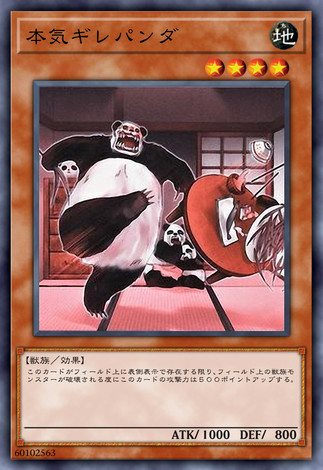 本気ギレパンダ
地
【獣族／効果】
このカードがフィールド上に表側表示で存在する限り、フィールド上の獣族モ
ンスターが破壊される度にこのカードの攻撃力は５００ポイントアップする。
ATK/ 1000 DEF/ 800
60102563